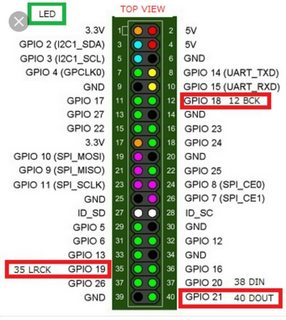 LED
TOP VIEW
3.3V 1 2 5V
GPIO 2 (I2C1_SDA) 3 4 5V
GPIO 3 (I2C1_SCL) 5 6 GND
GPIO 4 (GPCLK0) 7 8 GPIO 14 (UART_TXD)
GND 9 10 GPIO 15 (UART_RXD)
GPIO 17 11 12 GPIO 18 12 BCK
GPIO 27 13 14 GND
GPIO 22 15 16 GPIO 23
3.3V 17 18 GPIO 24
GPIO 10 (SPI_MOSI) 19 20 GND
GPIO 9 (SPI_MISO) 21 22 GPIO 25
GPIO 11 (SPI_SCLK) 23 24 GPIO 8 (SPI_CE0)
GND 25 26 GPIO 7 (SPI_CE1)
ID_SD 27 28 ID_SC
GPIO 5 29 30 GND
GPIO 6 31 32 GPIO 12
GPIO 13 33 34 GND
35 LRCK GPIO 19 35 36 GPIO 16
GPIO 26 37 38 GPIO 20 38 DIN
GND 39 40 GPIO 21 40 DOUT